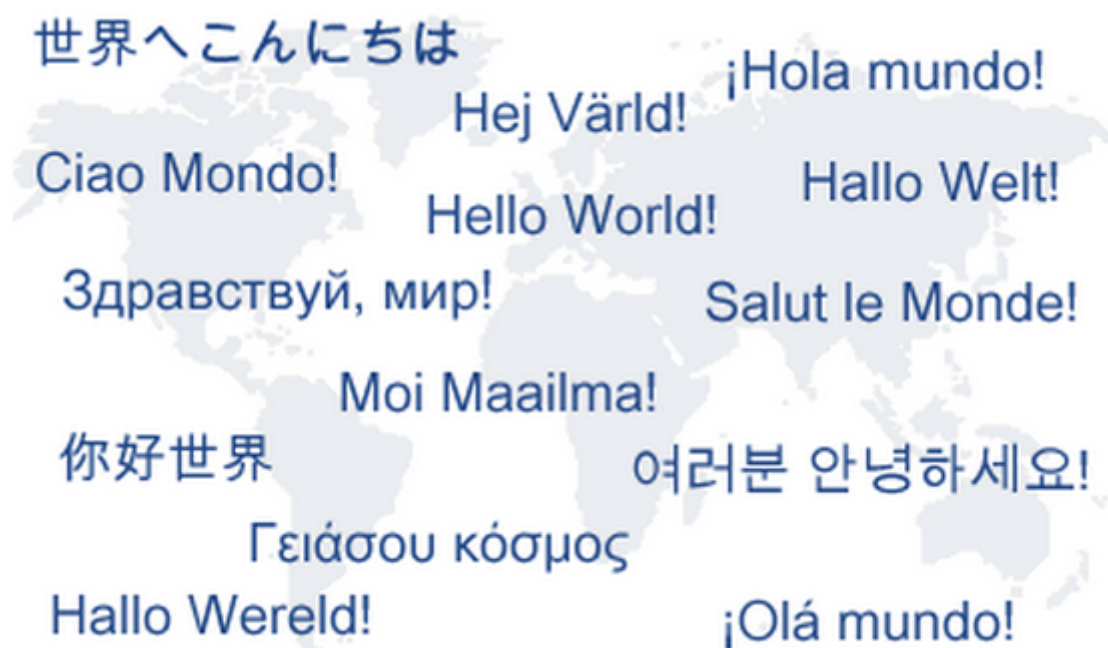 世界へこんにちは
¡Hola mundo!
Hej Värld!
Ciao Mondo!
Hallo Welt!
Hello World!
Здравствуй, мир!
Salut le Monde!
Moi Maailma!
你好世界
여러분 안녕하세요!
Γειάσου κόσμος
Hallo Wereld!
¡Olá mundo!